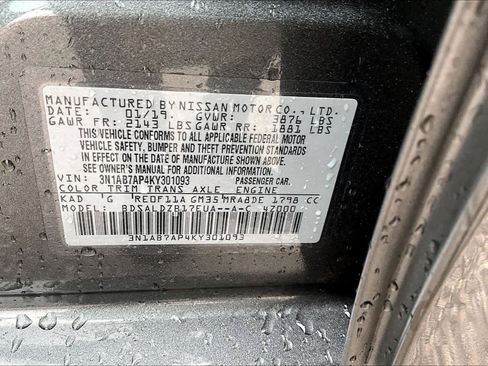 MANUFACTURED BY NISSAN MOTOR CO., LTD.
DATE: 01/19 GVWR: 3876 LBS
GAWR FR: 2143 LBS GAWR RR: 1881 LBS
THIS VEHICLE CONFORMS TO ALL
APPLICABLE FEDERAL MOTOR
VEHICLE SAFETY, BUMPER, AND
THEFT PREVENTION STANDARDS
IN EFFECT ON THE DATE OF
MANUFACTURE SHOWN ABOVE.
SEE OWNER'S MANUAL FOR
ADDITIONAL INFORMATION.
VIN: 3N1AB7AP4KY301093 PASSENGER CAR
COLOR TRIM TRANS AXLE ENGINE
KAD G RE0F11A GM35 MRA8DE 1798 CC
MODEL: BDSALDZB17EUA--A-C 47000
3N1AB7AP4KY301093